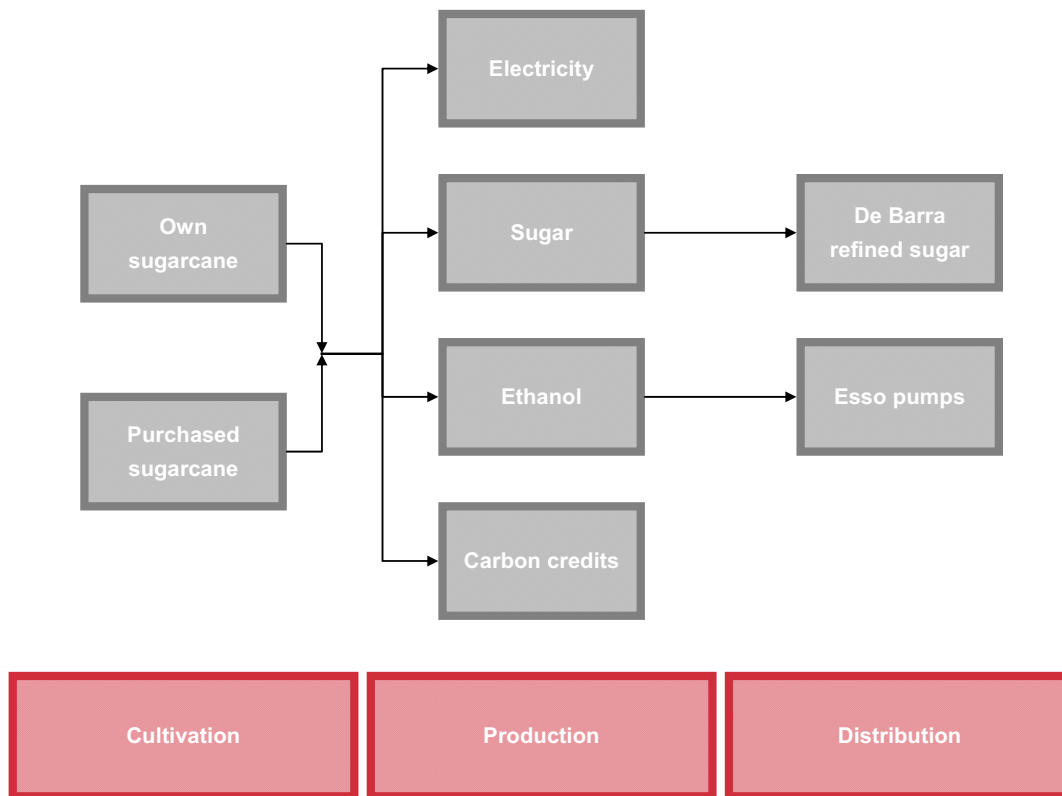 Electricity
Own
sugarcane
Sugar
De Barra
refined sugar
Purchased
sugarcane
Ethanol
Esso pumps
Carbon credits
Cultivation
Production
Distribution